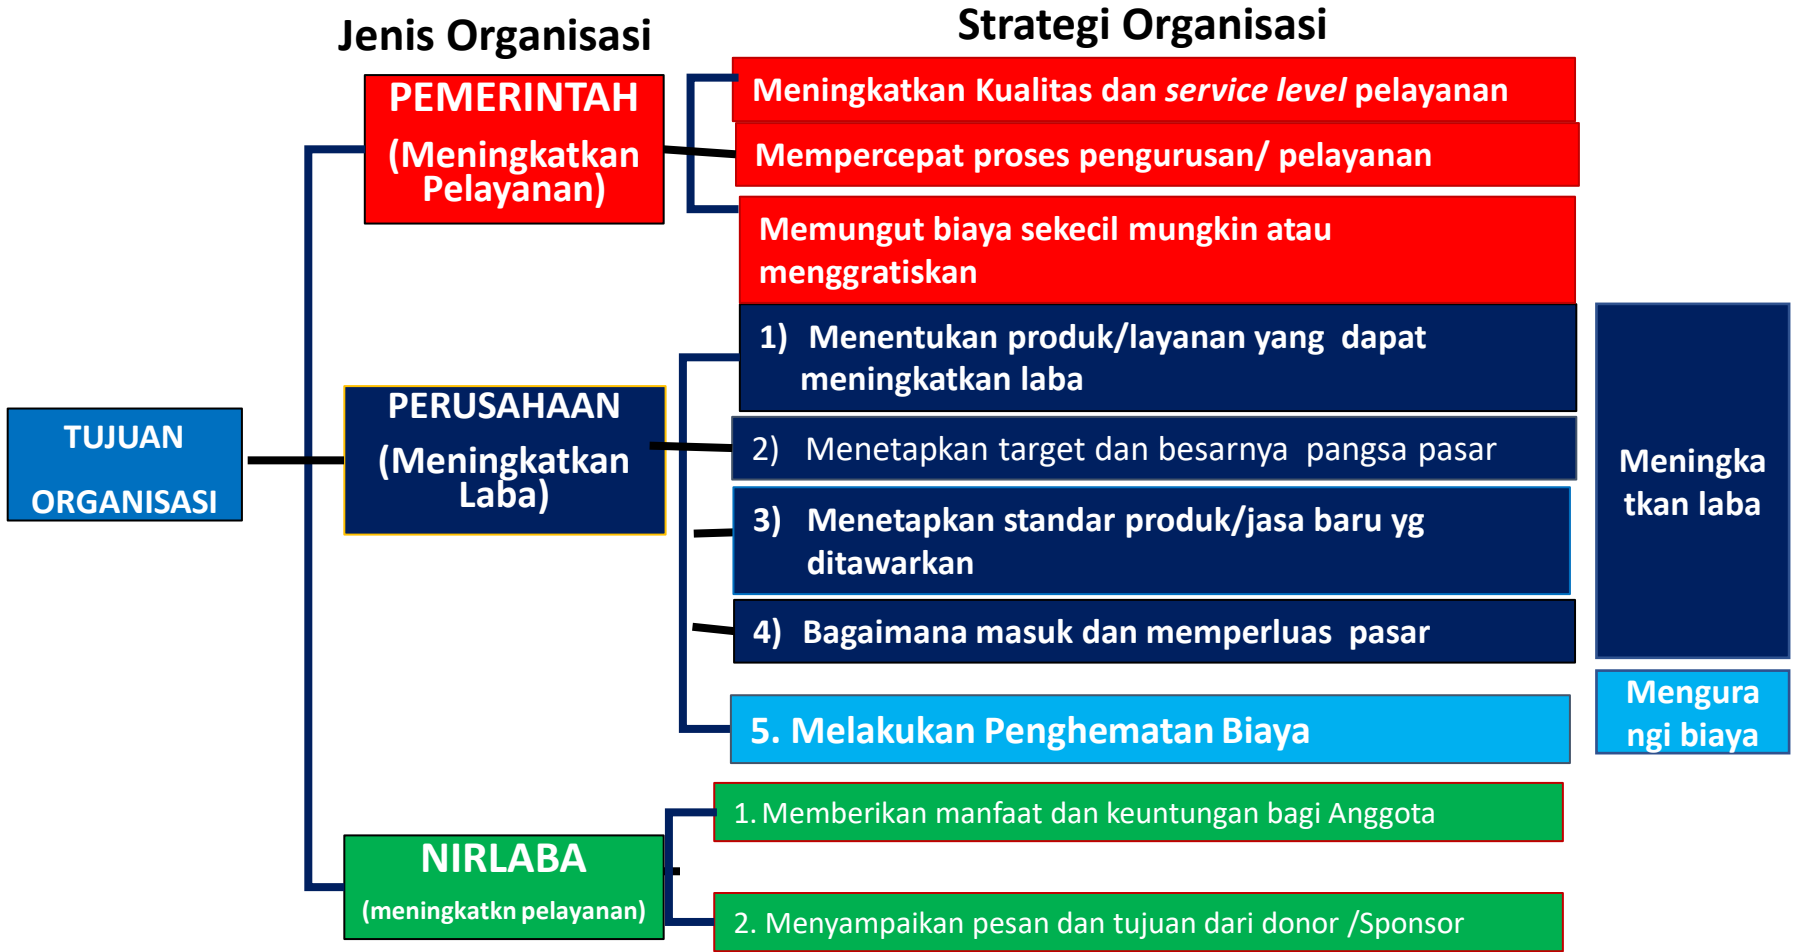 Jenis Organisasi
Strategi Organisasi
PEMERINTAH
(Meningkatkan
Pelayanan)
Meningkatkan Kualitas dan service level pelayanan
Mempercepat proses pengurusan/ pelayanan
Memungut biaya sekecil mungkin atau
menggratiskan
TUJUAN
ORGANISASI
PERUSAHAAN
(Meningkatkan
Laba)
1) Menentukan produk/layanan yang dapat
meningkatkan laba
2) Menetapkan target dan besarnya pangsa pasar
3) Menetapkan standar produk/jasa baru yg
ditawarkan
4) Bagaimana masuk dan memperluas pasar
Meningka
tkan laba
5. Melakukan Penghematan Biaya
Mengura
ngi biaya
NIRLABA
(meningkatkn pelayanan)
1. Memberikan manfaat dan keuntungan bagi Anggota
2. Menyampaikan pesan dan tujuan dari donor /Sponsor